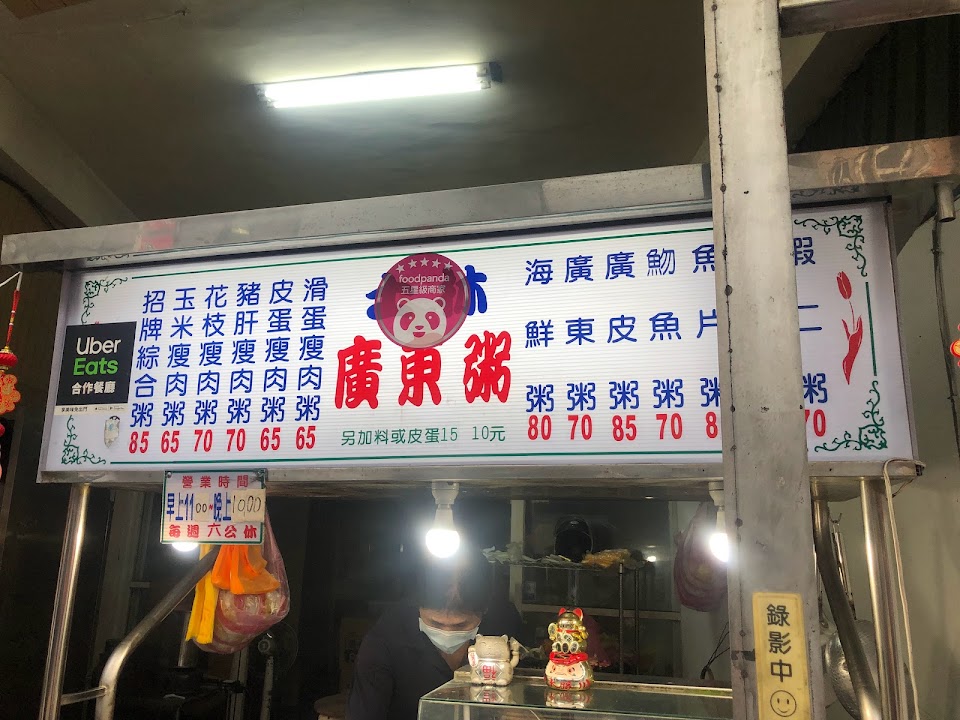 招牌綜合粥
85
玉米瘦肉粥
65
花枝瘦肉粥
70
豬肝瘦肉粥
70
皮蛋瘦肉粥
65
滑蛋瘦肉粥
65
foodpanda
五星級商家
廣東粥
另加料或皮蛋15 10元
海鮮粥
80
廣東粥
70
廣皮粥
85
魩魚粥
70
魚片粥
粥
70
Uber
Eats
合作餐廳
營業時間
早上11:00~晚上10:00
每週六公休
錄影中